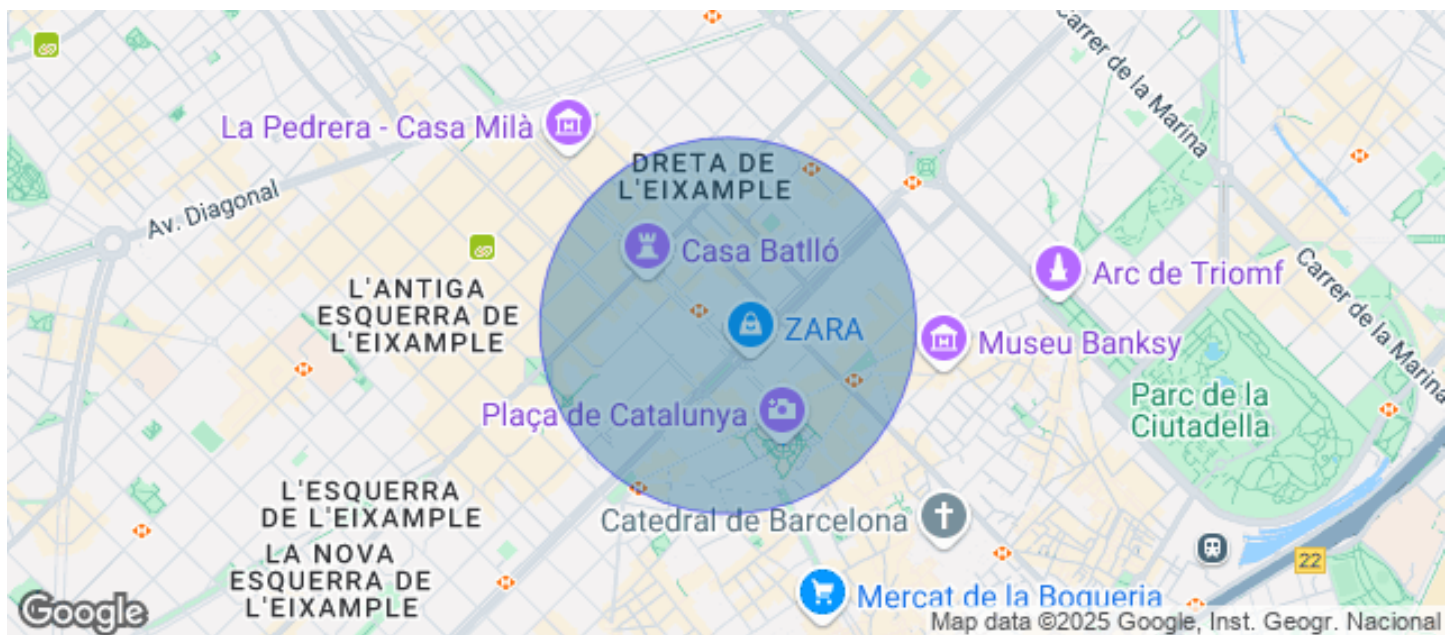 Carrer de la Marina
La Pedrera - Casa Milà
DRETA DE
L'EIXAMPLE
Av. Diagonal
Casa Batlló
Arc de Triomf
Carrer de la Marina
L'ANTIGA
ESQUERRA DE
L'EIXAMPLE
ZARA
Museu Banksy
Plaça de Catalunya
Parc de la
Ciutadella
L'ESQUERRA
DE L'EIXAMPLE
Catedral de Barcelona
LA NOVA
ESQUERRA DE
L'EIXAMPLE
22
Mercat de la Boqueria
Google
Map data ©2025 Google, Inst. Geogr. Nacional